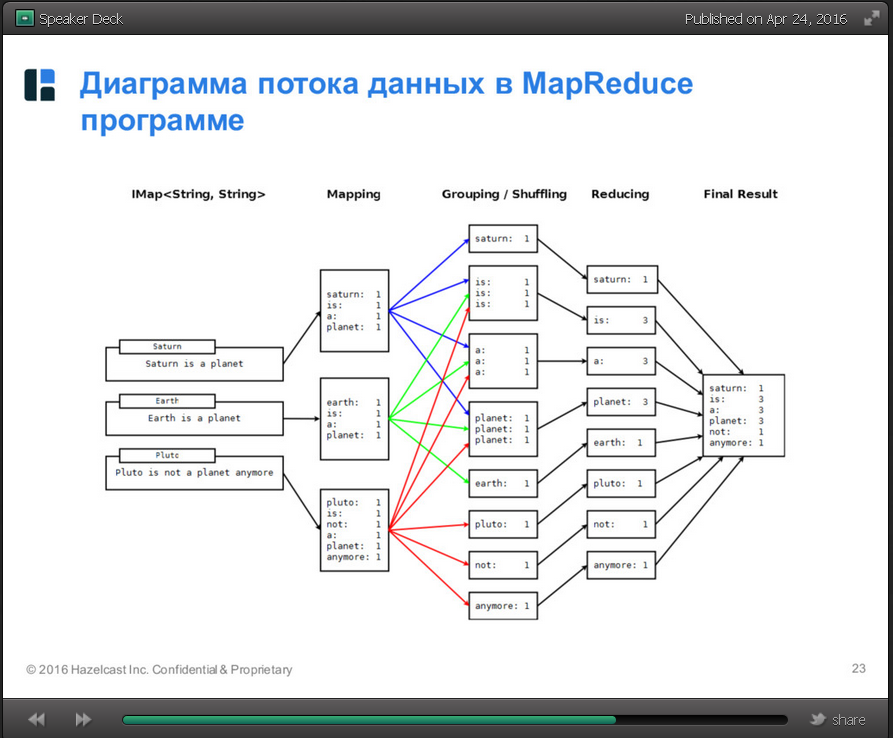 Speaker Deck
Published on Apr 24, 2016
Диаграмма потока данных в MapReduce
программе
IMap<String, String>
Mapping
Grouping / Shuffling
Reducing
Final Result
Saturn
Saturn is a planet
Earth
Earth is a planet
Plutc
Pluto is not a planet anymore
saturn: 1
is: 1
a: 1
planet: 1
earth: 1
is: 1
a: 1
planet: 1
pluto: 1
is: 1
not: 1
a: 1
planet: 1
anymore: 1
saturn: 1
is: 1
is: 1
is: 1
a: 1
a: 1
a: 1
planet: 1
planet: 1
planet: 1
earth: 1
pluto: 1
not: 1
anymore: 1
saturn: 1
is: 3
a: 3
planet: 3
earth: 1
pluto: 1
not: 1
anymore: 1
saturn: 1
is: 3
a: 3
planet: 3
not: 1
anymore: 1
© 2016 Hazelcast Inc. Confidential & Proprietary
23
share